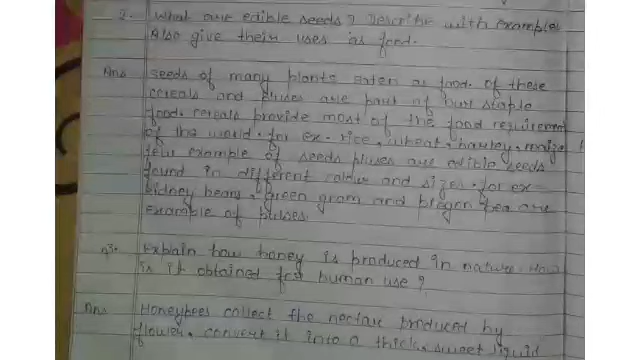 2. What are edible seeds? Describe with examples
Also give their uses as food.
Ans Seeds of many plants eaten as food. Of these
cereals and pluses are part of our staple
food. cereals provide most of the food requirement
of the world. for ex- rice, wheat, barley, maize
few example of seeds pluses are edible seeds
found in different colour and sizes. for ex
kidney beans, green gram and piegon pea are
example of pulses.
Q3. Explain how honey is produced in nature. How
is it obtained for human use?
Ans Honeybees collect the nectar produced by
flower, convert it into a thick, sweet liquid